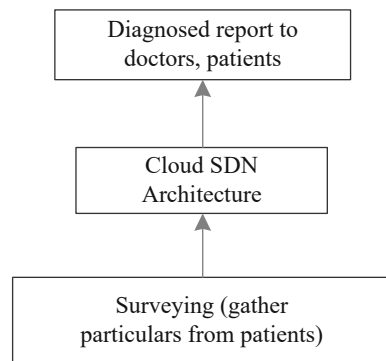 Diagnosed report to
doctors, patients
Cloud SDN
Architecture
Surveying (gather
particulars from patients)